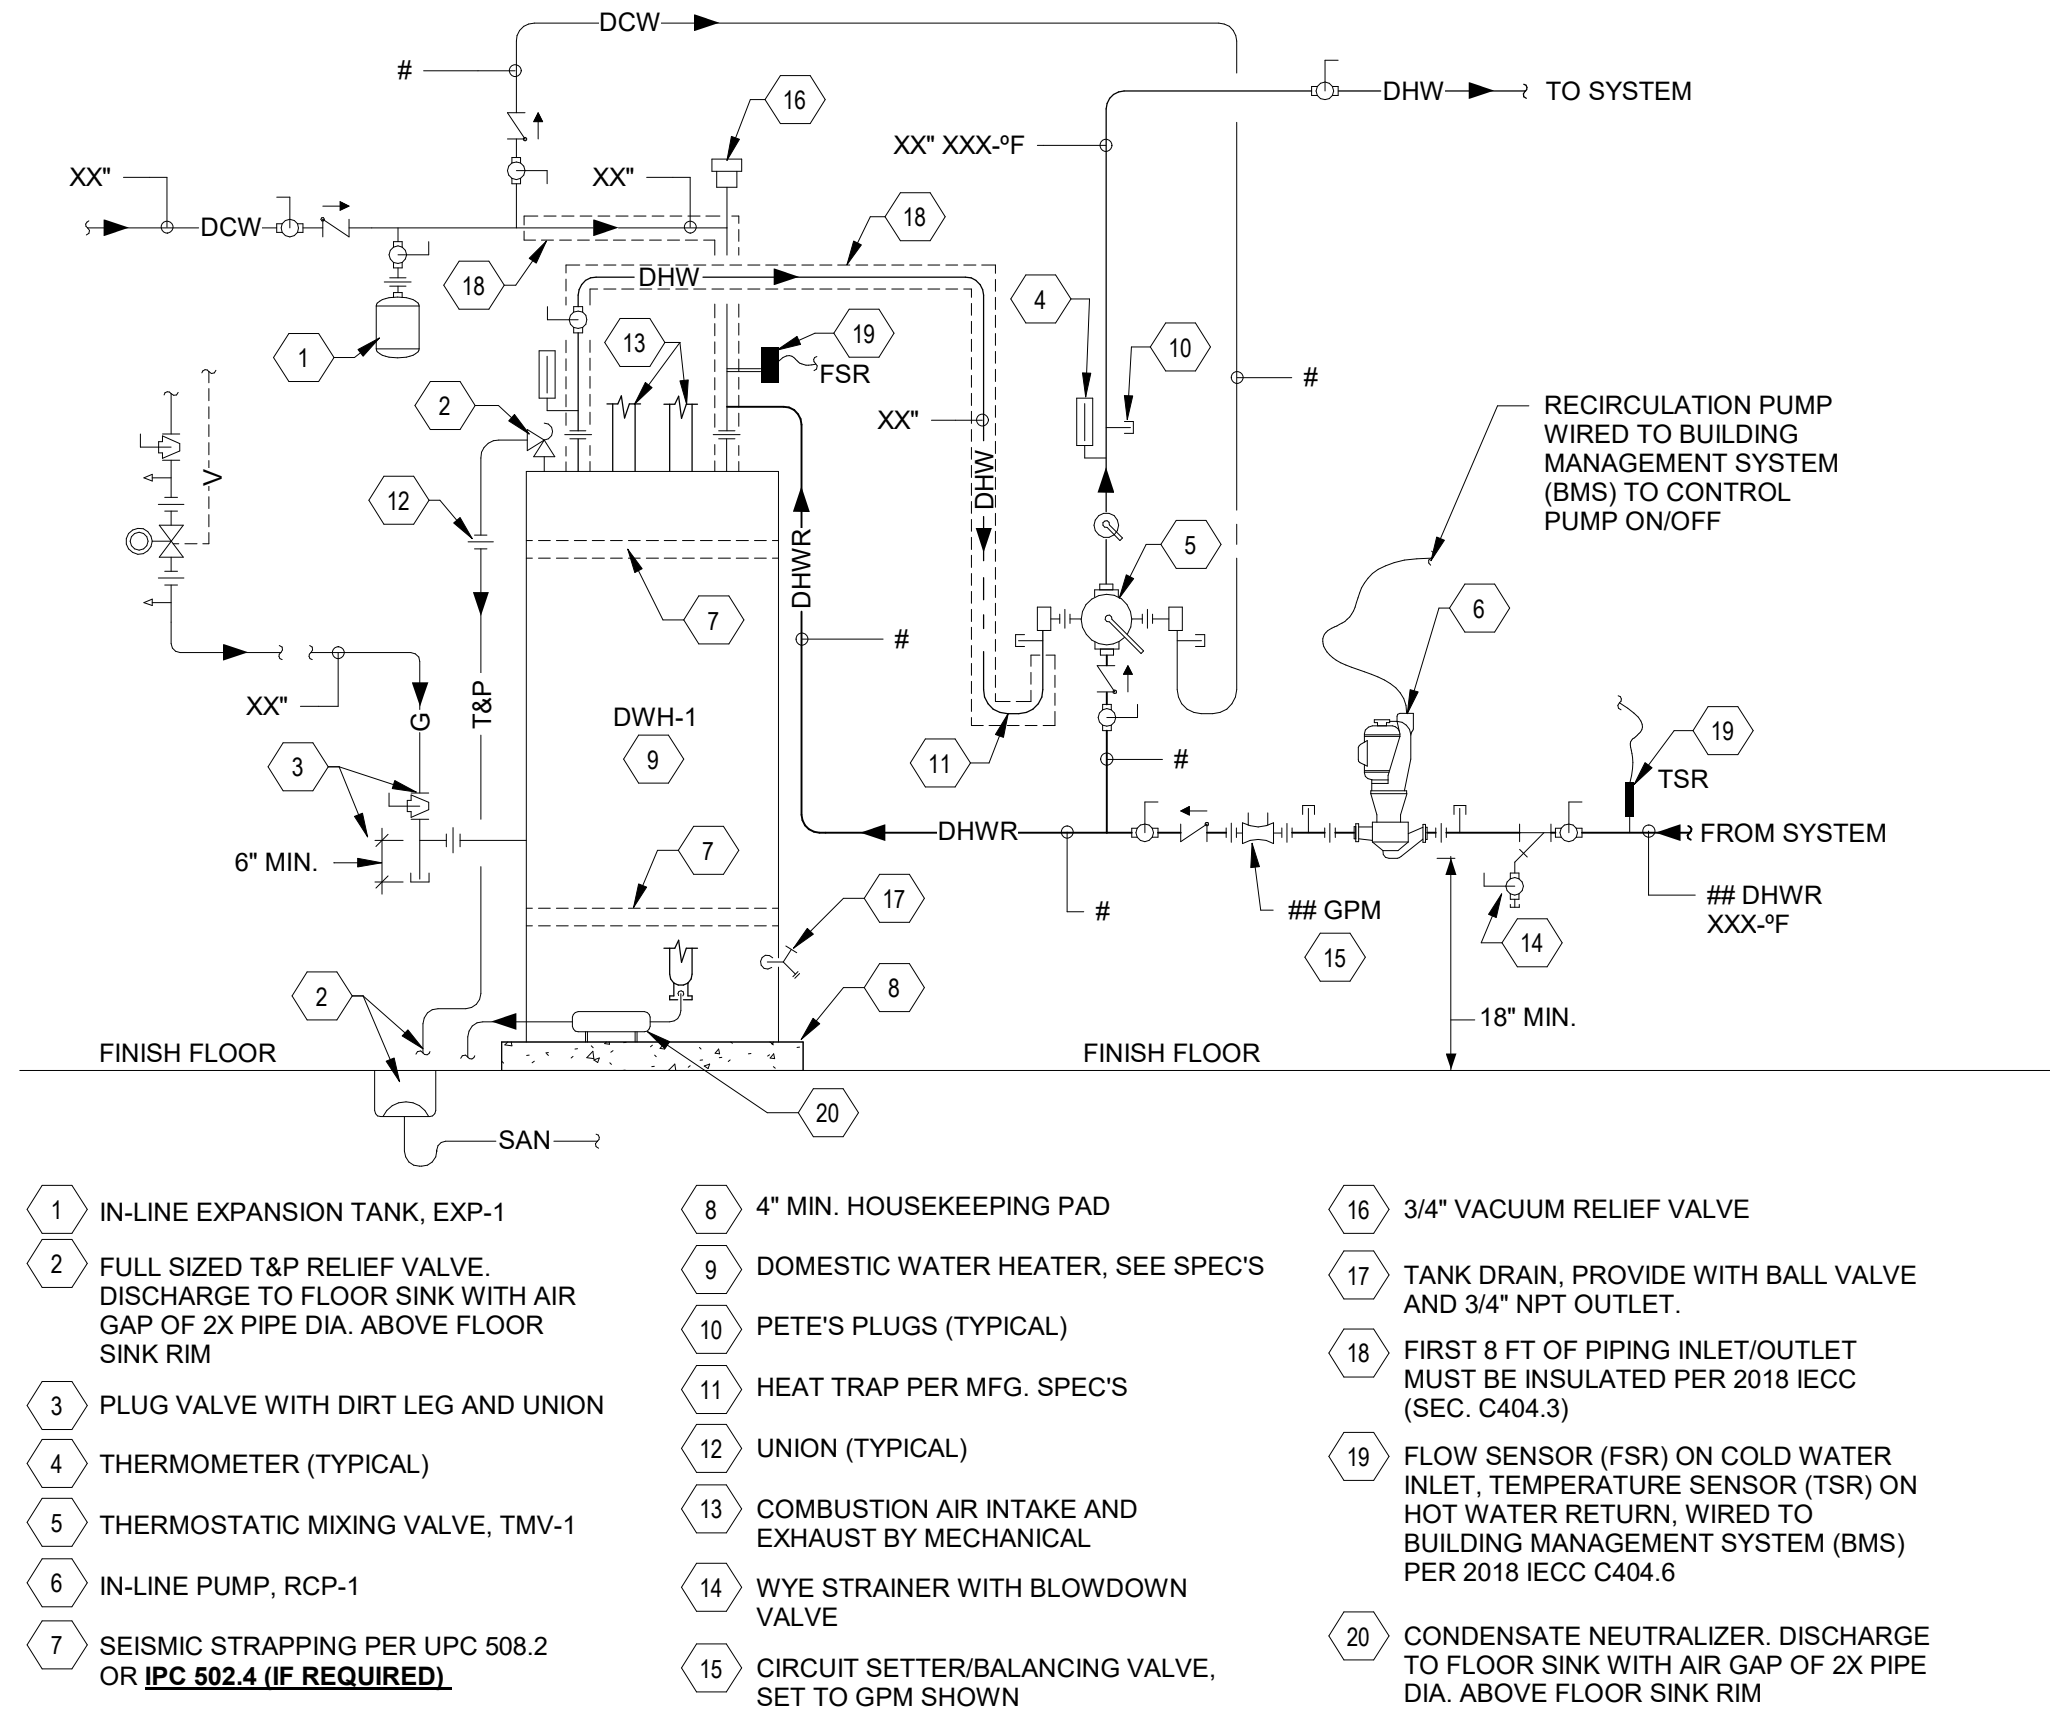 DCW
#
16
DHW
TO SYSTEM
XX" XXX-ºF
XX"
XX"
DCW
18
18
DHW
4
19
13
10
1
FSR
#
2
XX"
RECIRCULATION PUMP
WIRED TO BUILDING
MANAGEMENT SYSTEM
(BMS) TO CONTROL
PUMP ON/OFF
V
12
DHW
5
DHWR
7
6
#
XX"
G
T&P
DWH-1
9
11
#
3
19
TSR
DHWR
FROM SYSTEM
7
6" MIN.
17
#
## GPM
15
14
## DHWR
XXX-ºF
2
8
18" MIN.
FINISH FLOOR
FINISH FLOOR
20
SAN
1 IN-LINE EXPANSION TANK, EXP-1
2 FULL SIZED T&P RELIEF VALVE.
DISCHARGE TO FLOOR SINK WITH AIR
GAP OF 2X PIPE DIA. ABOVE FLOOR
SINK RIM
3 PLUG VALVE WITH DIRT LEG AND UNION
4 THERMOMETER (TYPICAL)
5 THERMOSTATIC MIXING VALVE, TMV-1
6 IN-LINE PUMP, RCP-1
7 SEISMIC STRAPPING PER UPC 508.2
OR IPC 502.4 (IF REQUIRED)
8 4" MIN. HOUSEKEEPING PAD
9 DOMESTIC WATER HEATER, SEE SPEC'S
10 PETE'S PLUGS (TYPICAL)
11 HEAT TRAP PER MFG. SPEC'S
12 UNION (TYPICAL)
13 COMBUSTION AIR INTAKE AND
EXHAUST BY MECHANICAL
14 WYE STRAINER WITH BLOWDOWN
VALVE
15 CIRCUIT SETTER/BALANCING VALVE,
SET TO GPM SHOWN
16 3/4" VACUUM RELIEF VALVE
17 TANK DRAIN, PROVIDE WITH BALL VALVE
AND 3/4" NPT OUTLET.
18 FIRST 8 FT OF PIPING INLET/OUTLET
MUST BE INSULATED PER 2018 IECC
(SEC. C404.3)
19 FLOW SENSOR (FSR) ON COLD WATER
INLET, TEMPERATURE SENSOR (TSR) ON
HOT WATER RETURN, WIRED TO
BUILDING MANAGEMENT SYSTEM (BMS)
PER 2018 IECC C404.6
20 CONDENSATE NEUTRALIZER. DISCHARGE
TO FLOOR SINK WITH AIR GAP OF 2X PIPE
DIA. ABOVE FLOOR SINK RIM